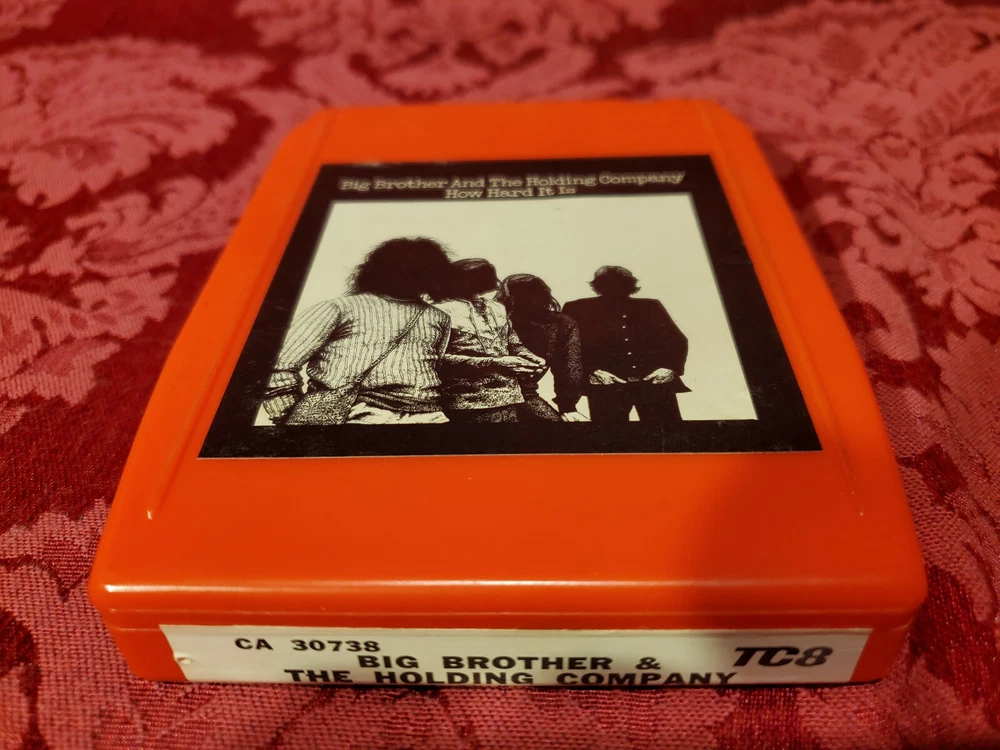 Big Brother And The Holding Company
How Hard It Is
CA 30738
BIG BROTHER &
TC8
THE HOLDING COMPANY